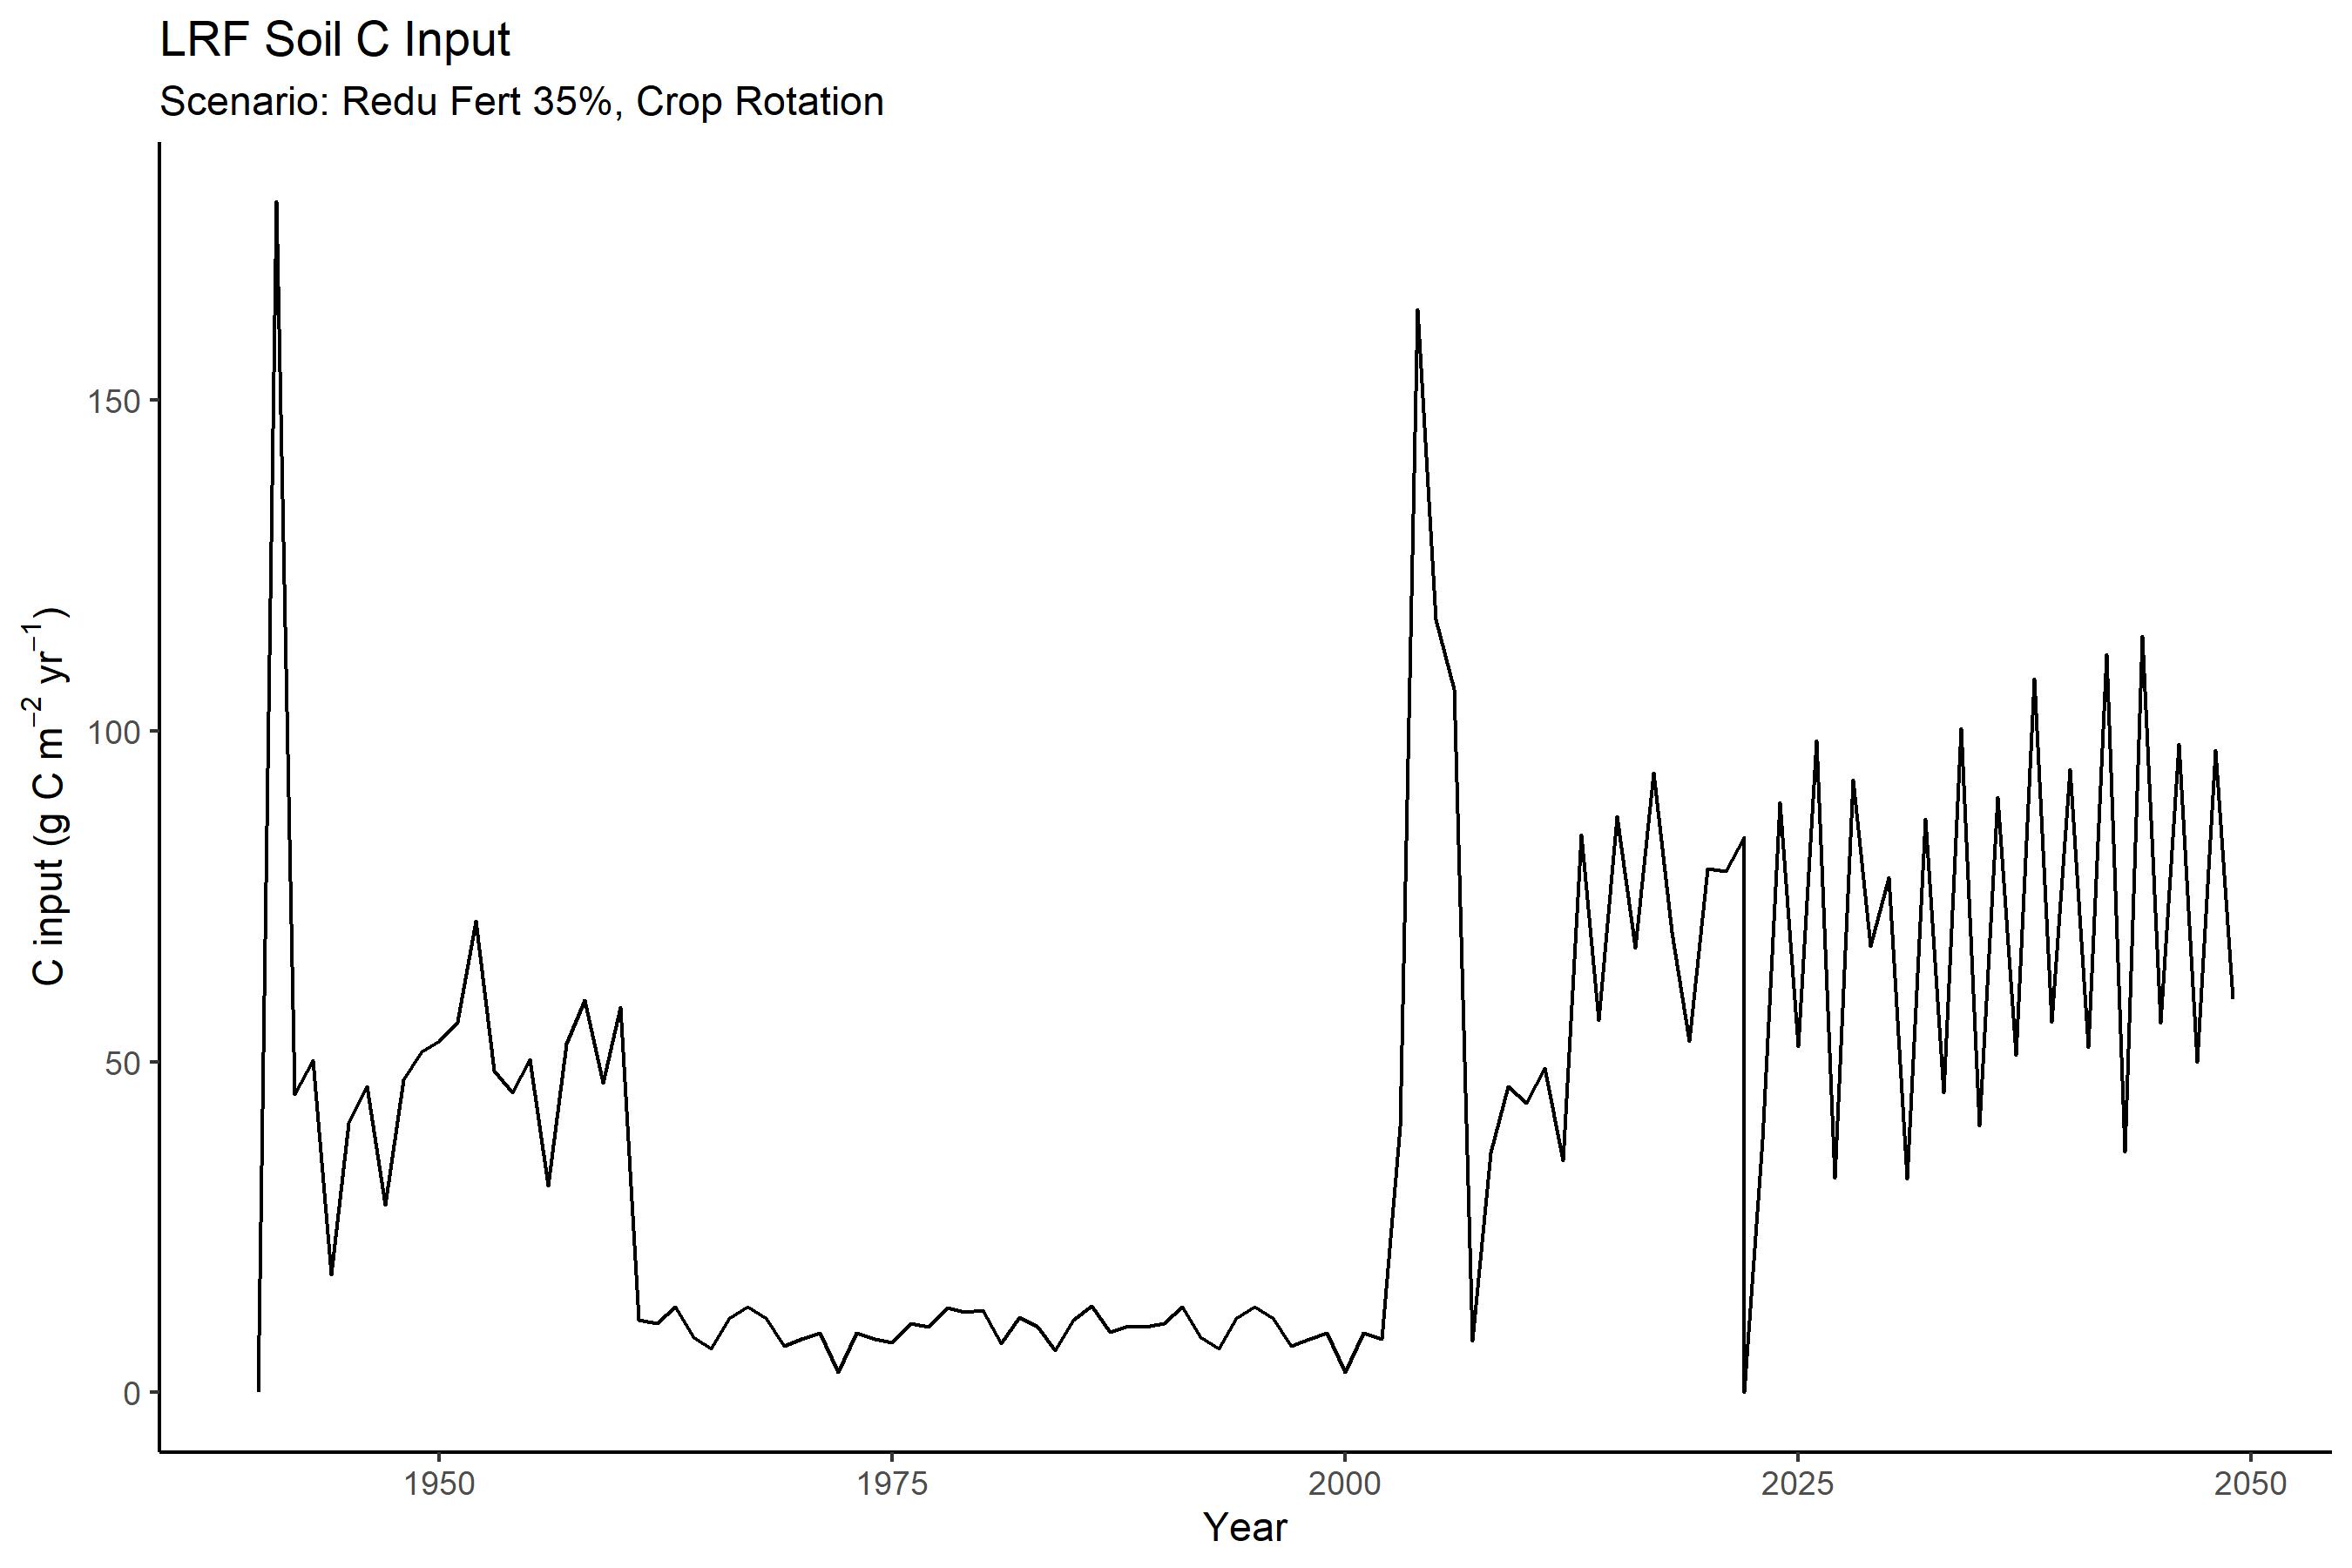 LRF Soil C Input
Scenario: Redu Fert 35%, Crop Rotation
C input (g C m⁻² yr⁻¹)
150
100
50
0
1950 1975 2000 2025 2050
Year